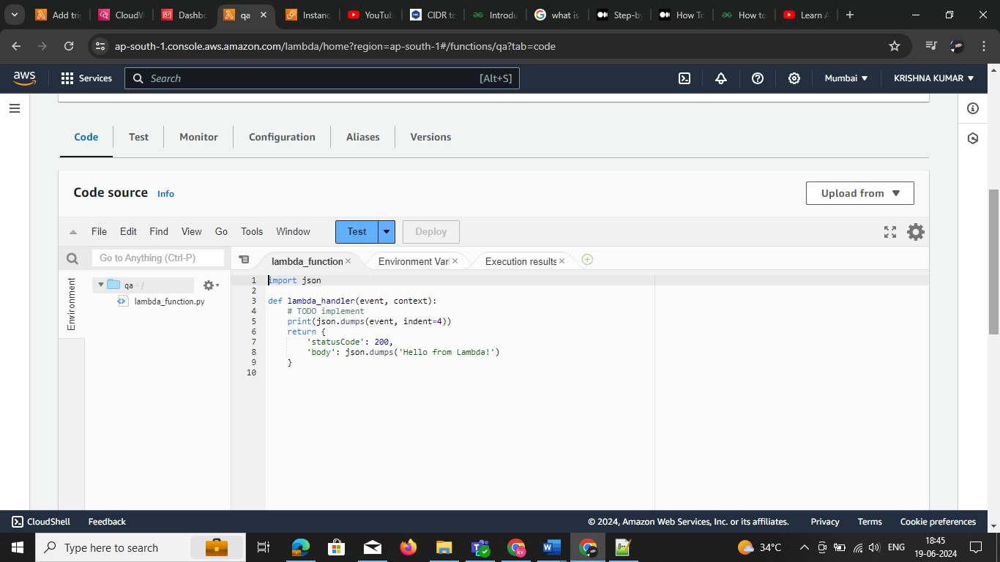 Add tri
CloudW
Dashbo
qa
Instanc
YouTub
CIDR to
Introdu
what is
Step-by
How To
How to
Learn A
ap-south-1.console.aws.amazon.com/lambda/home?region=ap-south-1#/functions/qa?tab=code
aws Services Search [Alt+S] Mumbai KRISHNA KUMAR
Code Test Monitor Configuration Aliases Versions
Code source Info Upload from
File Edit Find View Go Tools Window Test Deploy
Go to Anything (Ctrl-P)
lambda_function Environment Vari Execution results
Environment
qa - /
lambda_function.py
1 import json
2
3 def lambda_handler(event, context):
4 # TODO implement
5 print(json.dumps(event, indent=4))
6 return {
7 'statusCode': 200,
8 'body': json.dumps('Hello from Lambda!')
9 }
10
CloudShell Feedback © 2024, Amazon Web Services, Inc. or its affiliates. Privacy Terms Cookie preferences
Type here to search
kv
34°C
ENG
18:45
19-06-2024